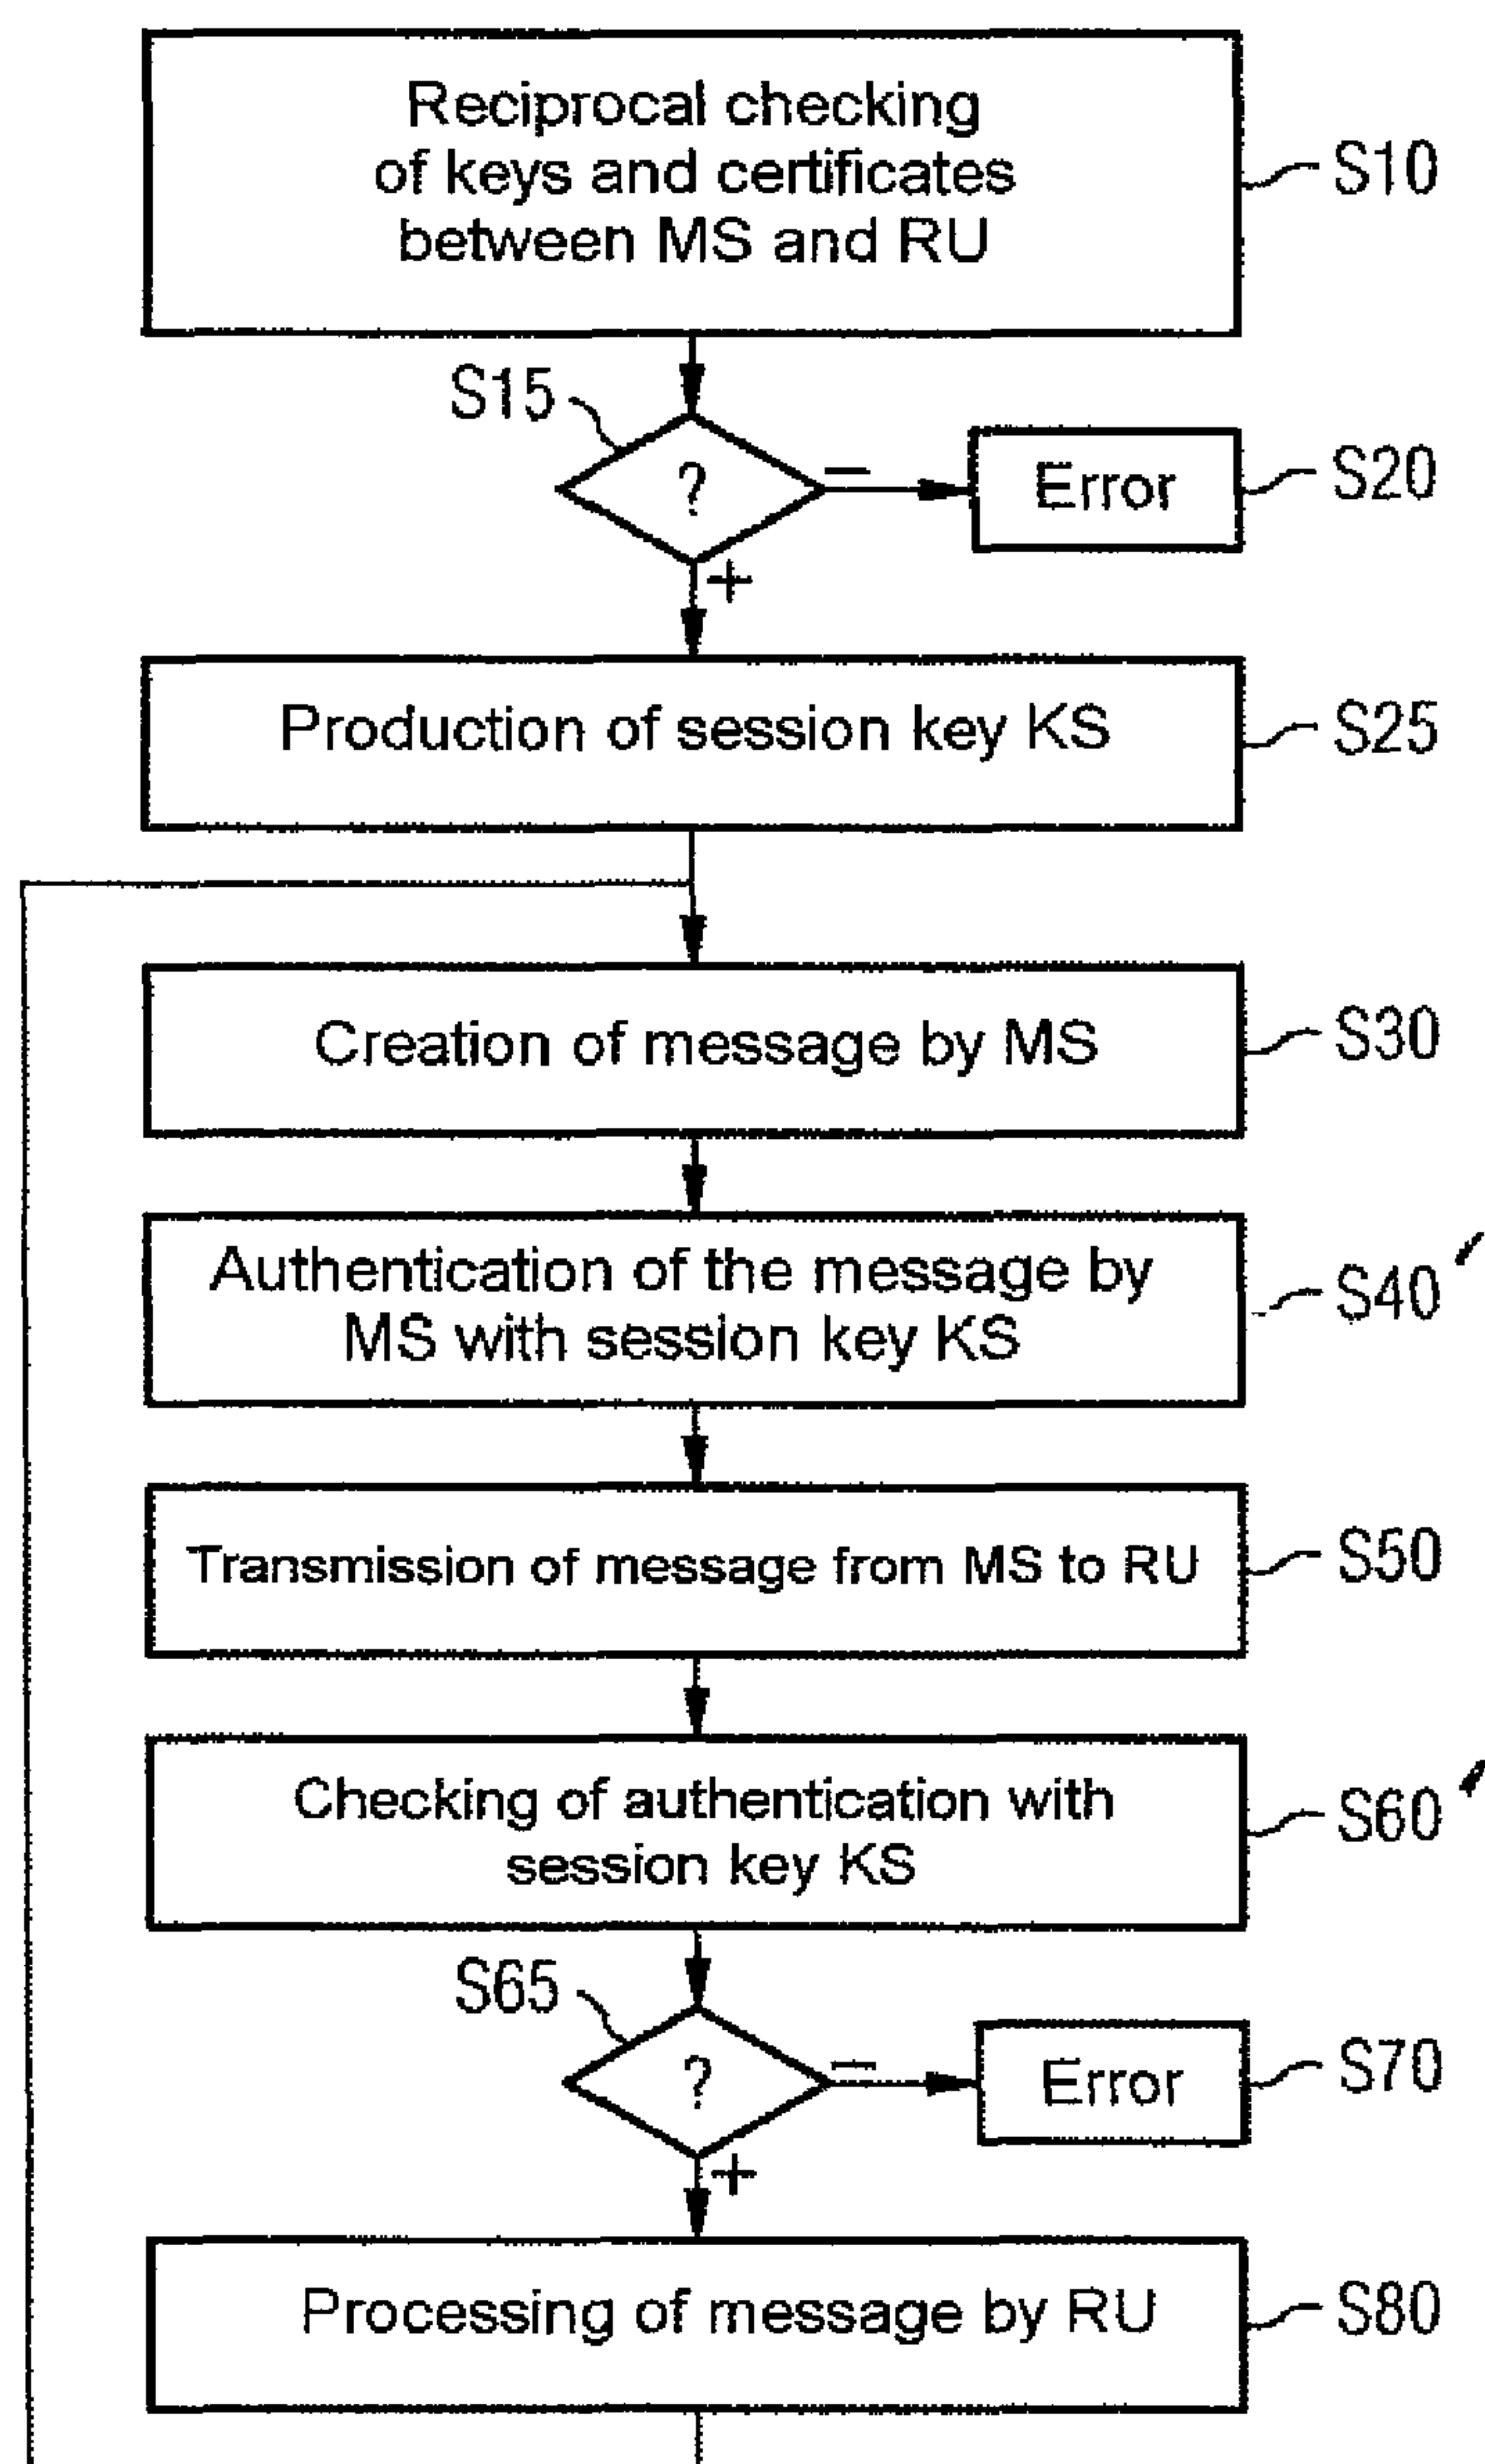 Reciprocal checking
of keys and certificates
between MS and RU
S10
S15
?
−
Error
S20
+
Production of session key KS
S25
Creation of message by MS
S30
Authentication of the message by
MS with session key KS
S40'
Transmission of message from MS to RU
S50
Checking of authentication with
session key KS
S60'
S65
?
−
Error
S70
+
Processing of message by RU
S80